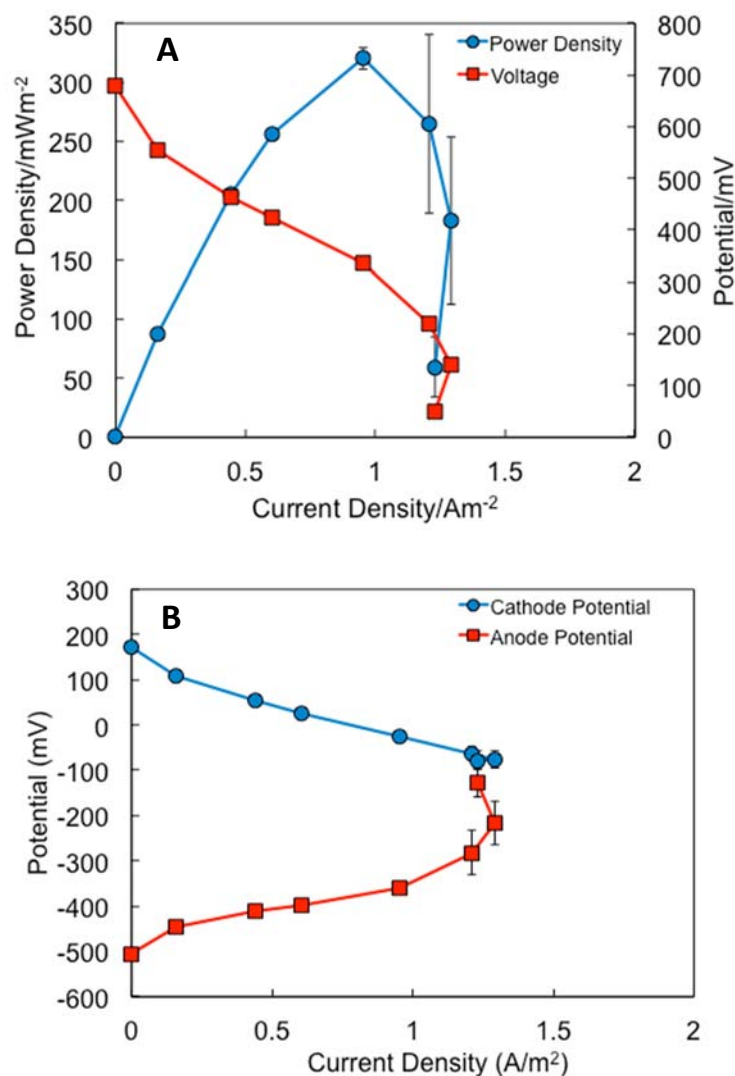 A
Power Density
Voltage
350
300
250
200
150
100
50
0
Power Density/mWm-2
800
700
600
500
400
300
200
100
0
Potential/mV
0 0.5 1 1.5 2
Current Density/Am-2
B
Cathode Potential
Anode Potential
300
200
100
0
-100
-200
-300
-400
-500
-600
Potential (mV)
0 0.5 1 1.5 2
Current Density (A/m²)